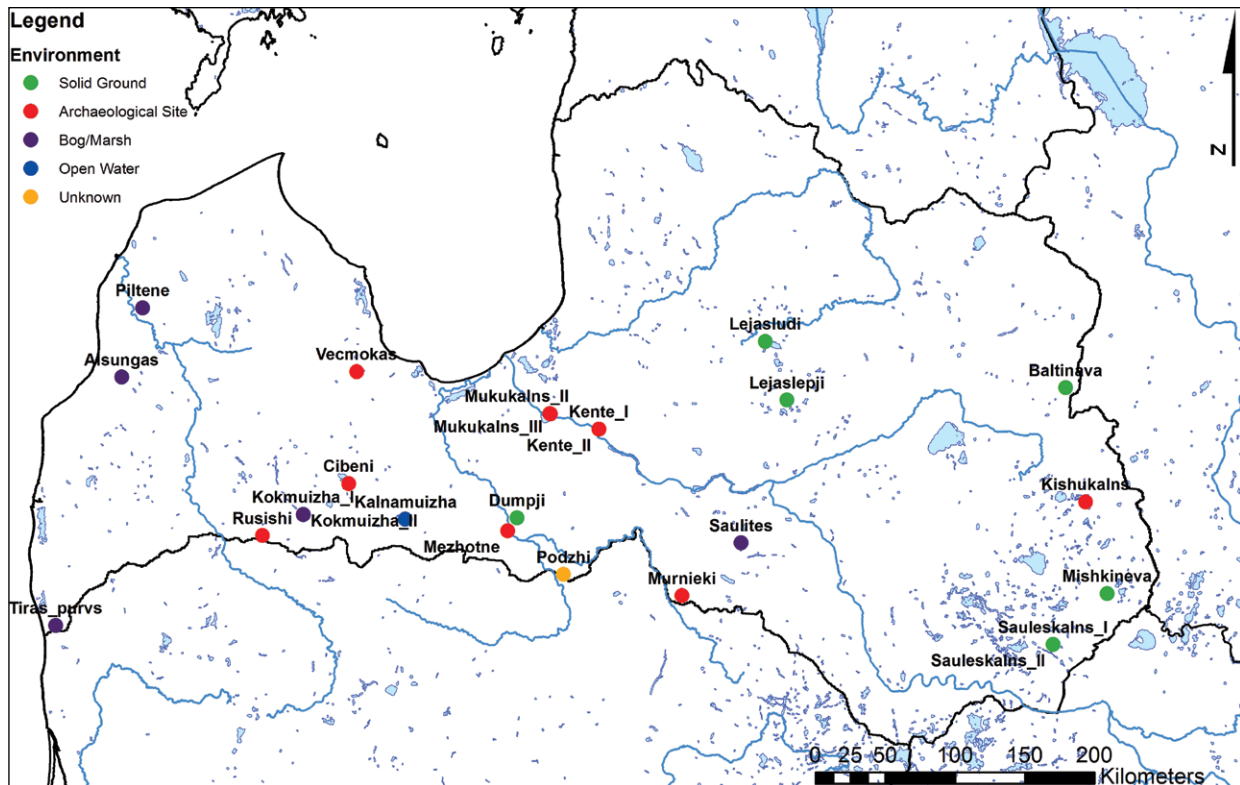 Legend
Environment
Solid Ground
Archaeological Site
Bog/Marsh
Open Water
Unknown
N
Piltene
Alsungas
Vecmokas
Lejasludi
Lejaslepji
Baltinava
Mukukalns_II
Mukukalns_III
Kente_I
Kente_II
Cibeni
Kokmuizha_I
Kalnamuizha
Kokmuizha_II
Rusishi
Dumpji
Mezhotne
Podzhi
Saulites
Murnieki
Kishukalns
Mishkineva
Tiras_purvs
Sauleskalns_I
Sauleskalns_II
0 25 50 100 150 200
Kilometers